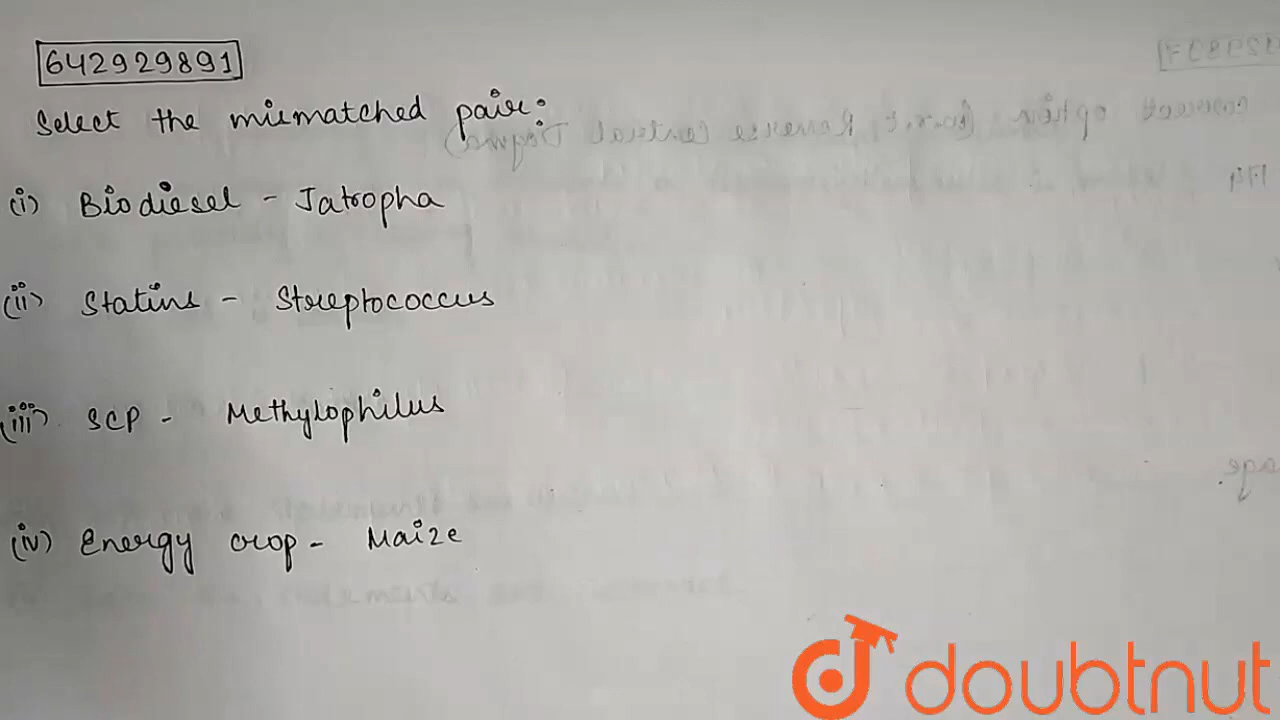 642929891
Select the mismatched pair:
(i) Biodiesel - Jatropha
(ii) Statins - Streptococcus
(iii) SCP - Methylophilus
(iv) Energy crop - Maize
doubtnut